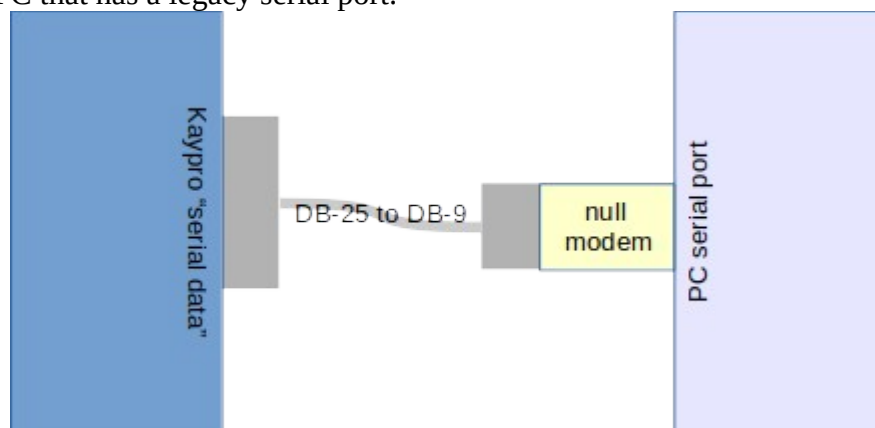 PC that has a legacy serial port.
Kaypro “serial data”
DB-25 to DB-9
null
modem
PC serial port